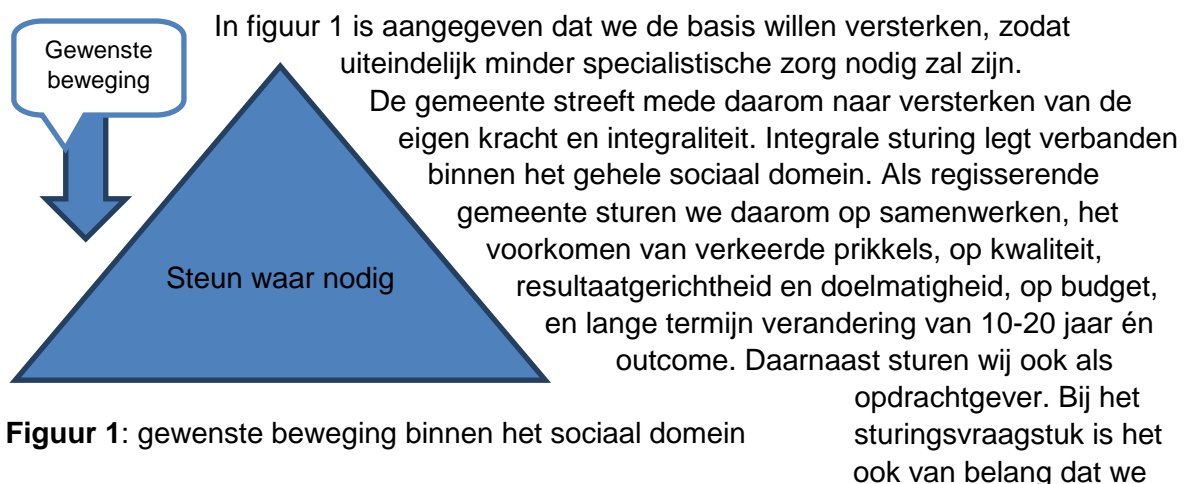 Gewenste
beweging
Steun waar nodig
In figuur 1 is aangegeven dat we de basis willen versterken, zodat
uiteindelijk minder specialistische zorg nodig zal zijn.
De gemeente streeft mede daarom naar versterken van de
eigen kracht en integraliteit. Integrale sturing legt verbanden
binnen het gehele sociaal domein. Als regisserende
gemeente sturen we daarom op samenwerken, het
voorkomen van verkeerde prikkels, op kwaliteit,
resultaatgerichtheid en doelmatigheid, op budget,
en lange termijn verandering van 10-20 jaar én
outcome. Daarnaast sturen wij ook als
opdrachtgever. Bij het
sturingsvraagstuk is het
ook van belang dat we
Figuur 1: gewenste beweging binnen het sociaal domein